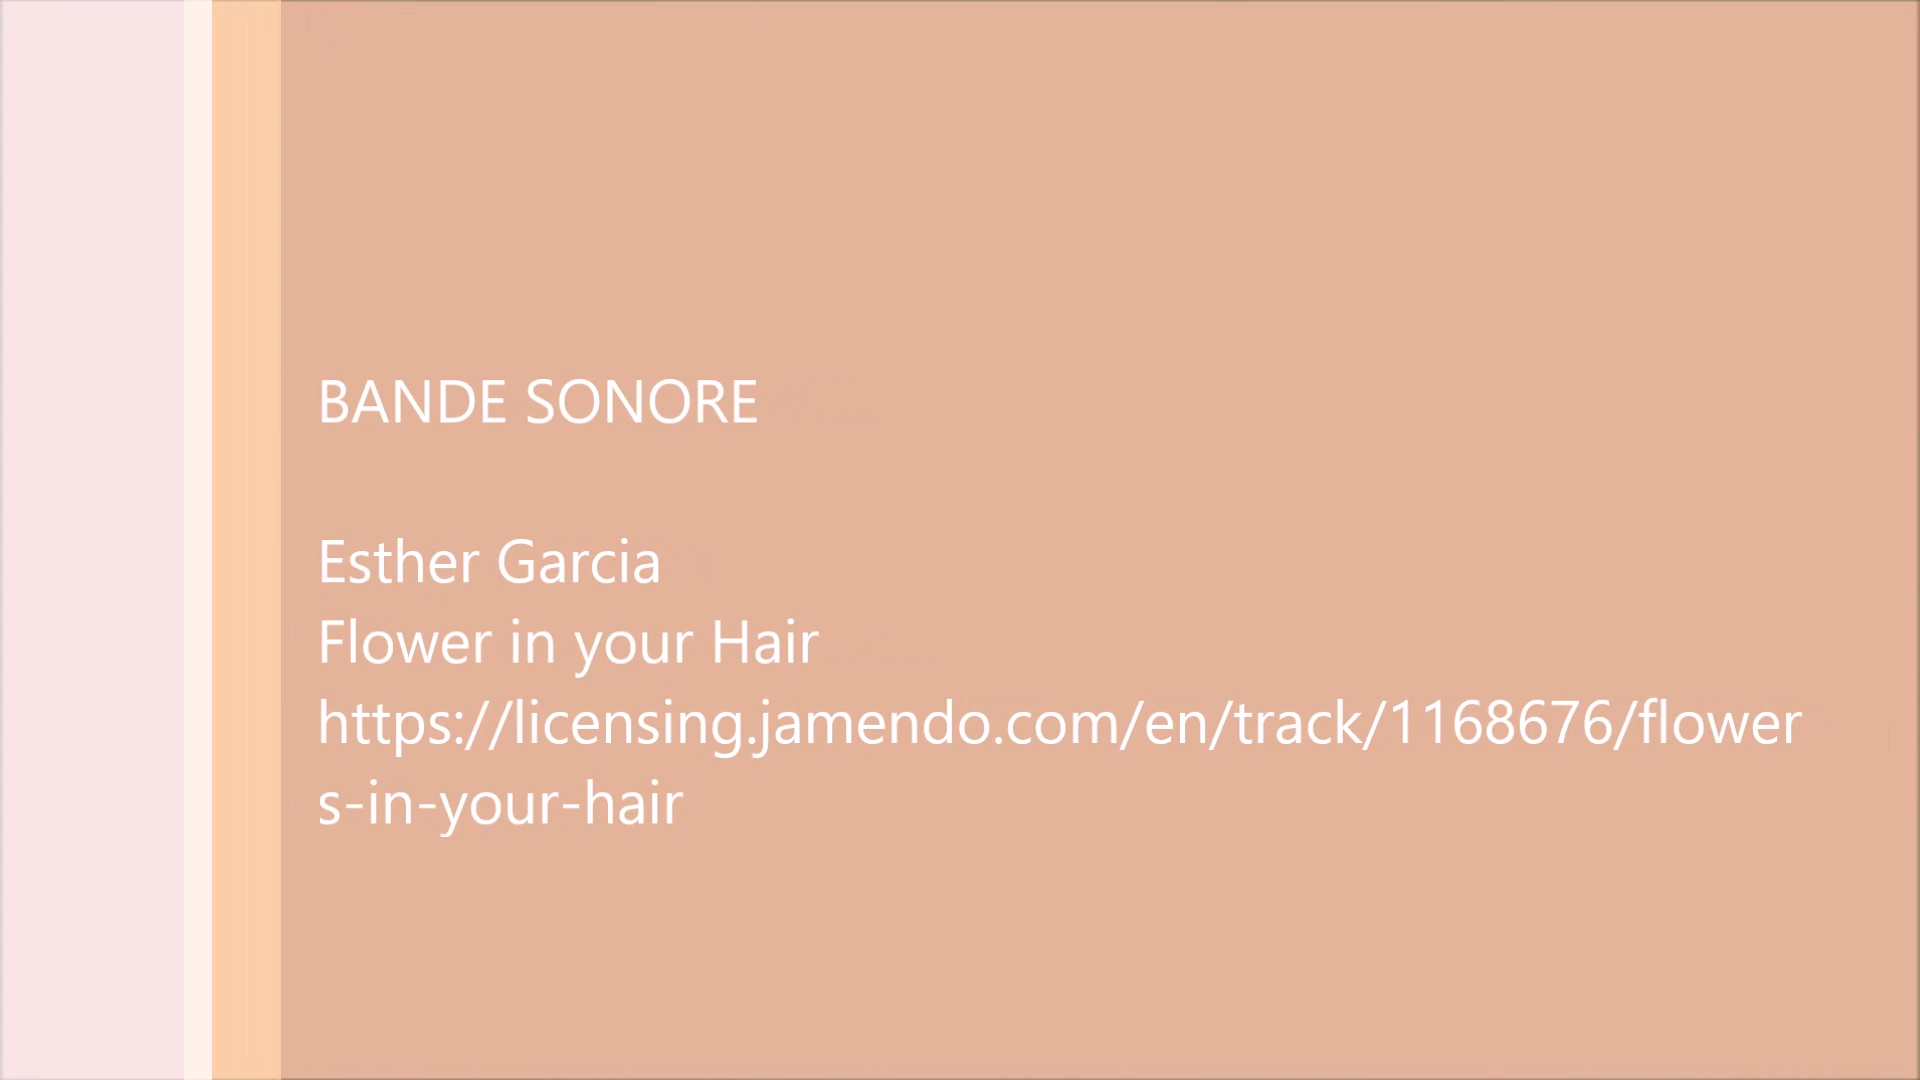 BANDE SONORE
Esther Garcia
Flower in your Hair
https://licensing.jamendo.com/en/track/1168676/flower
s-in-your-hair